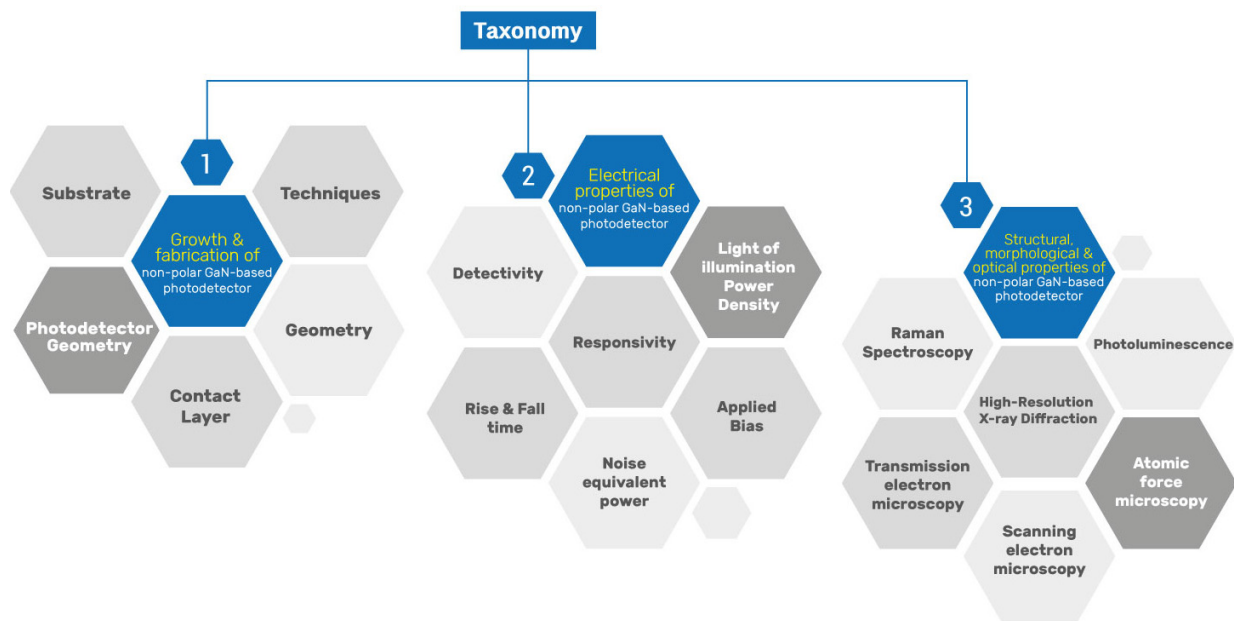 Taxonomy
1
Substrate
Techniques
Growth &
fabrication of
non-polar GaN-based
photodetector
Photodetector
Geometry
Geometry
Contact
Layer
2
Electrical
properties of
non-polar GaN-based
photodetector
Detectivity
Light of
illumination
Power
Density
Responsivity
Rise & Fall
time
Applied
Bias
Noise
equivalent
power
3
Structural,
morphological &
optical properties of
non-polar GaN-based
photodetector
Raman
Spectroscopy
Photoluminescence
High-Resolution
X-ray Diffraction
Transmission
electron
microscopy
Atomic
force
microscopy
Scanning
electron
microscopy